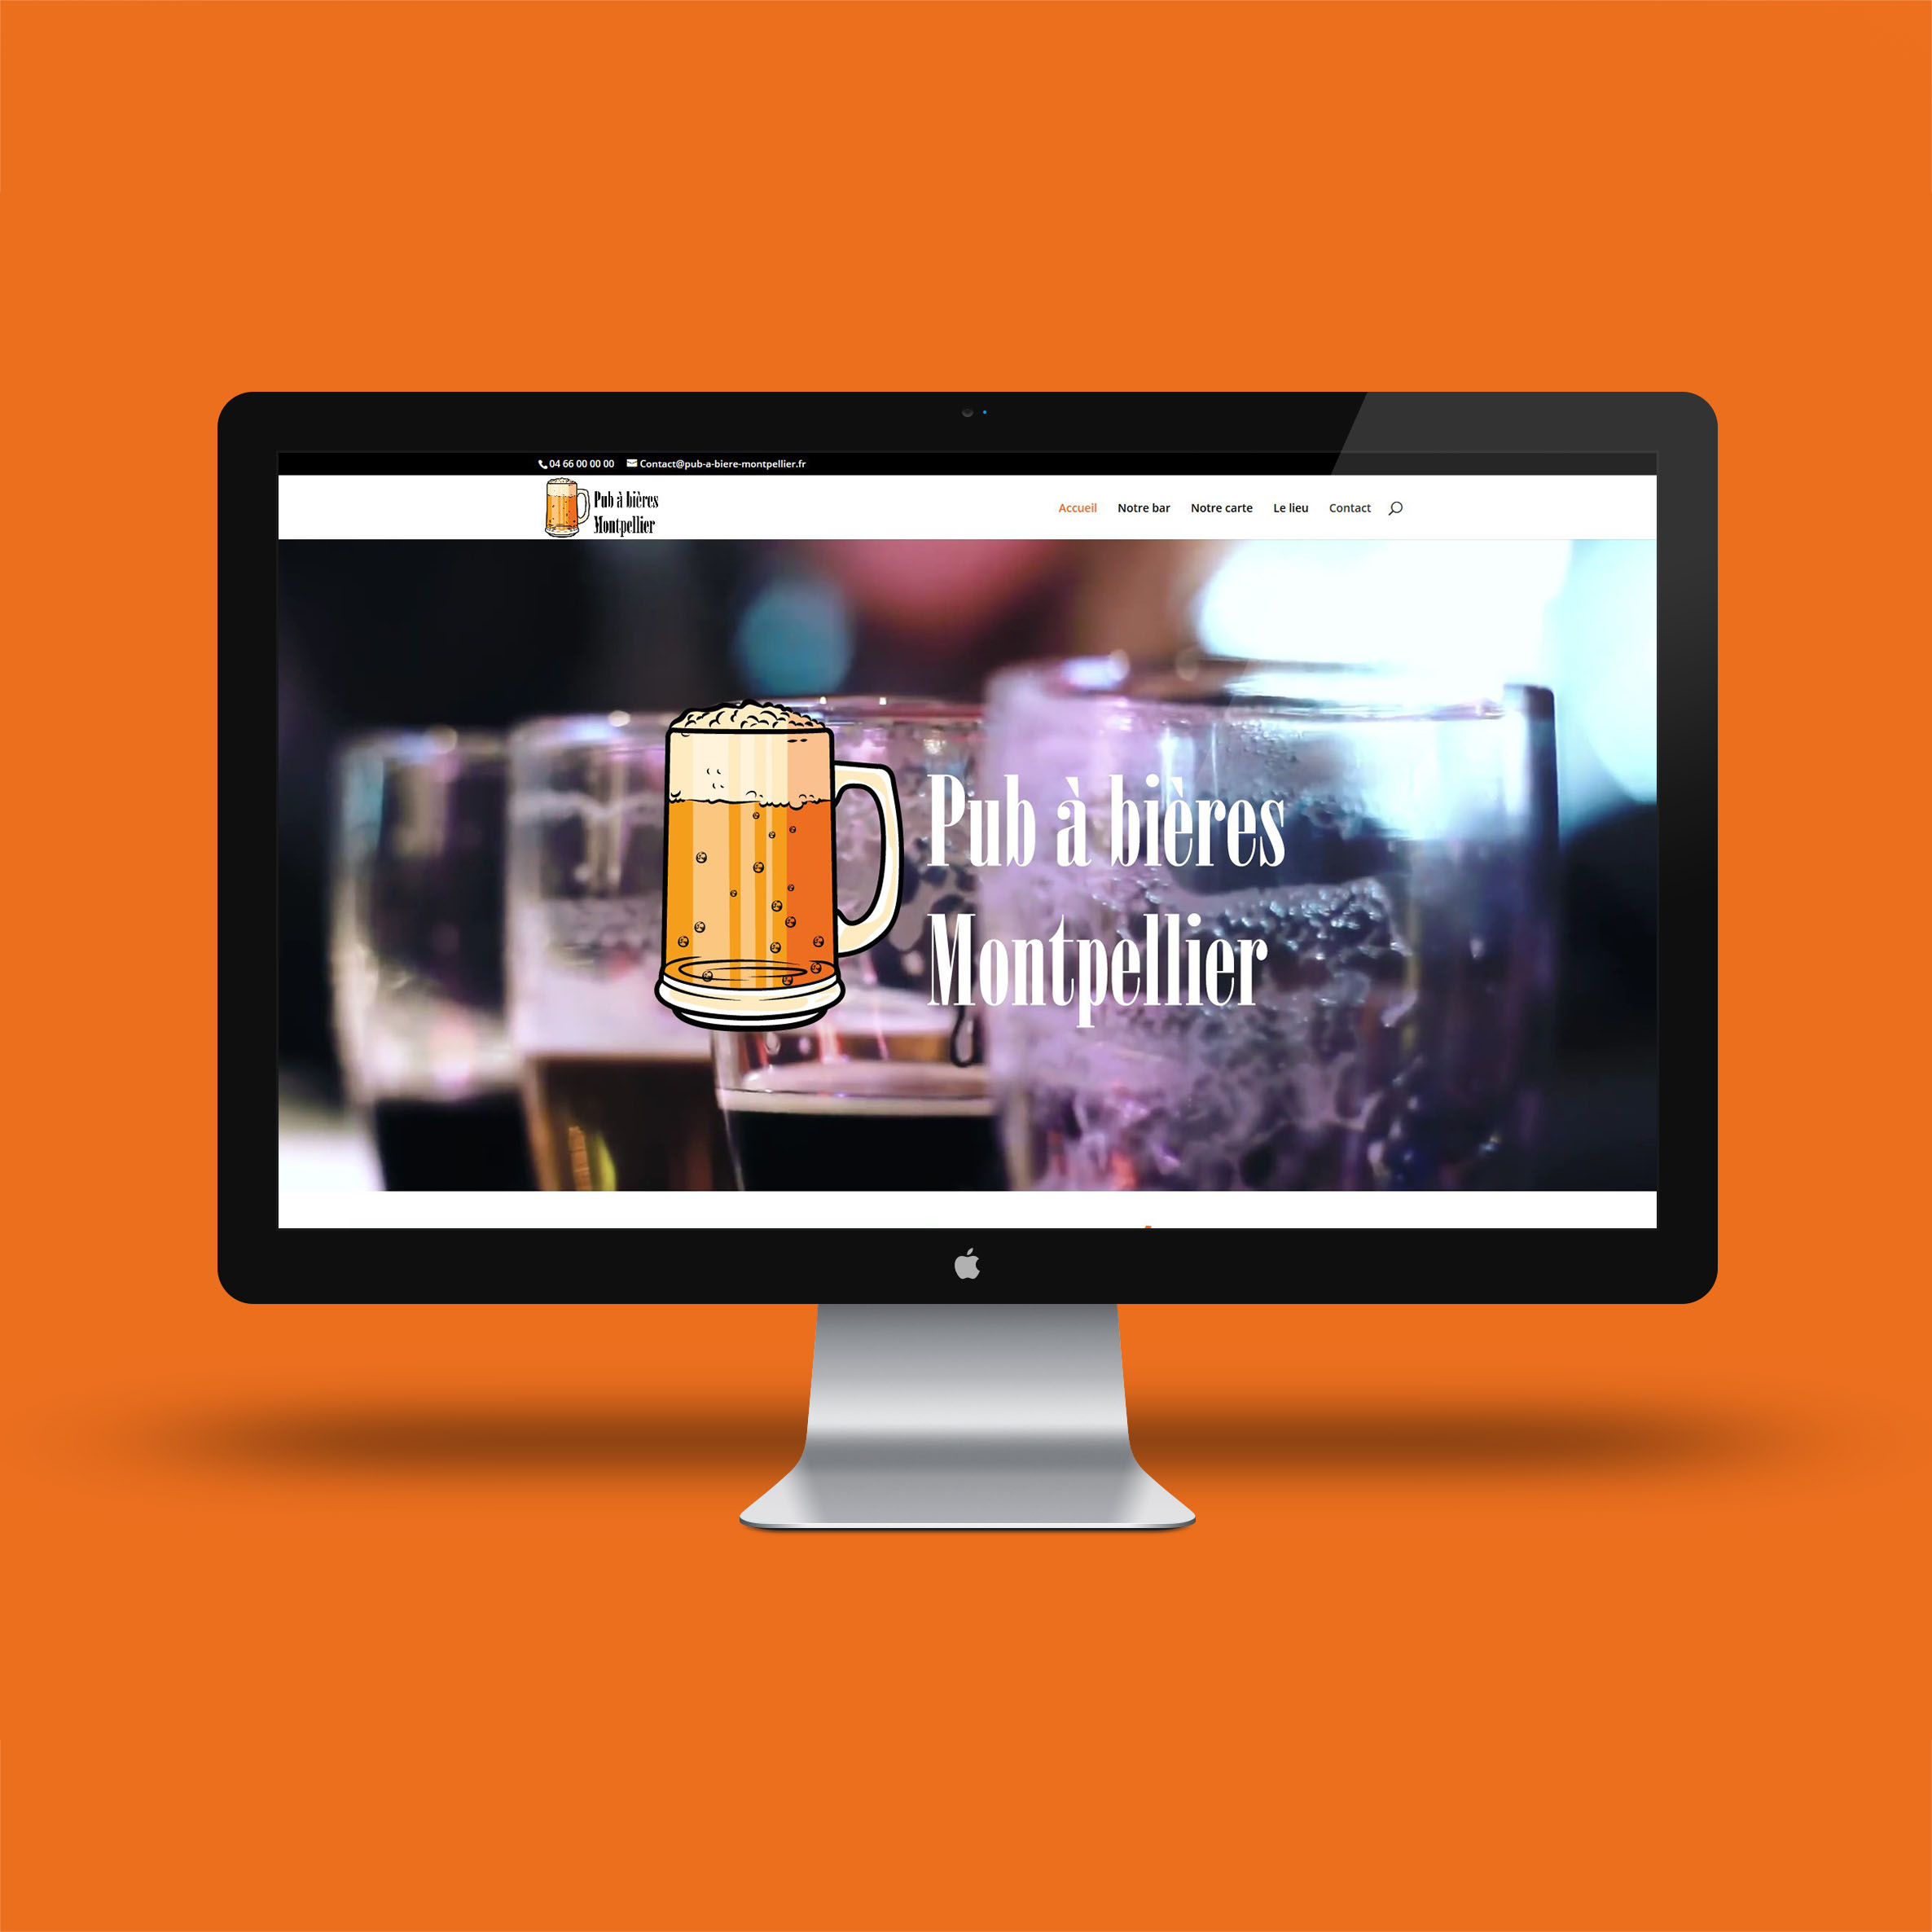 04 66 00 00 00 Contact@pub-a-biere-montpellier.fr
Pub à bières
Montpellier
Accueil Notre bar Notre carte Le lieu Contact
Pub à bières
Montpellier